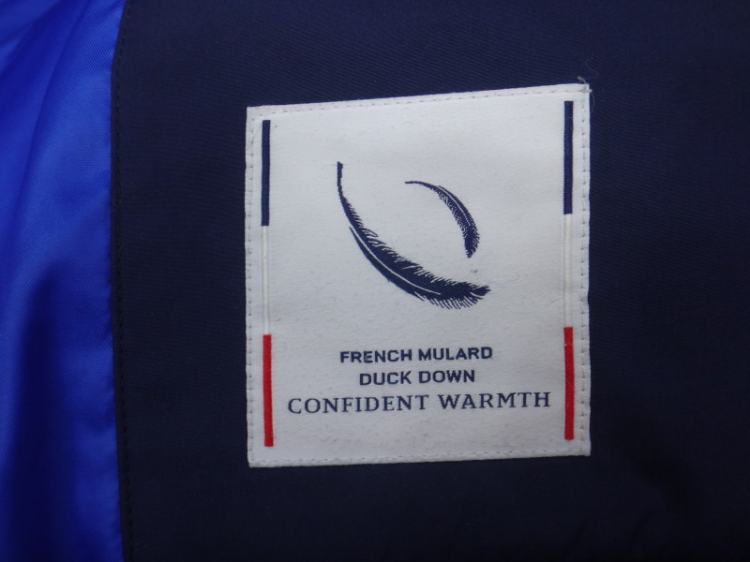 FRENCH MULARD
DUCK DOWN
CONFIDENT WARMTH